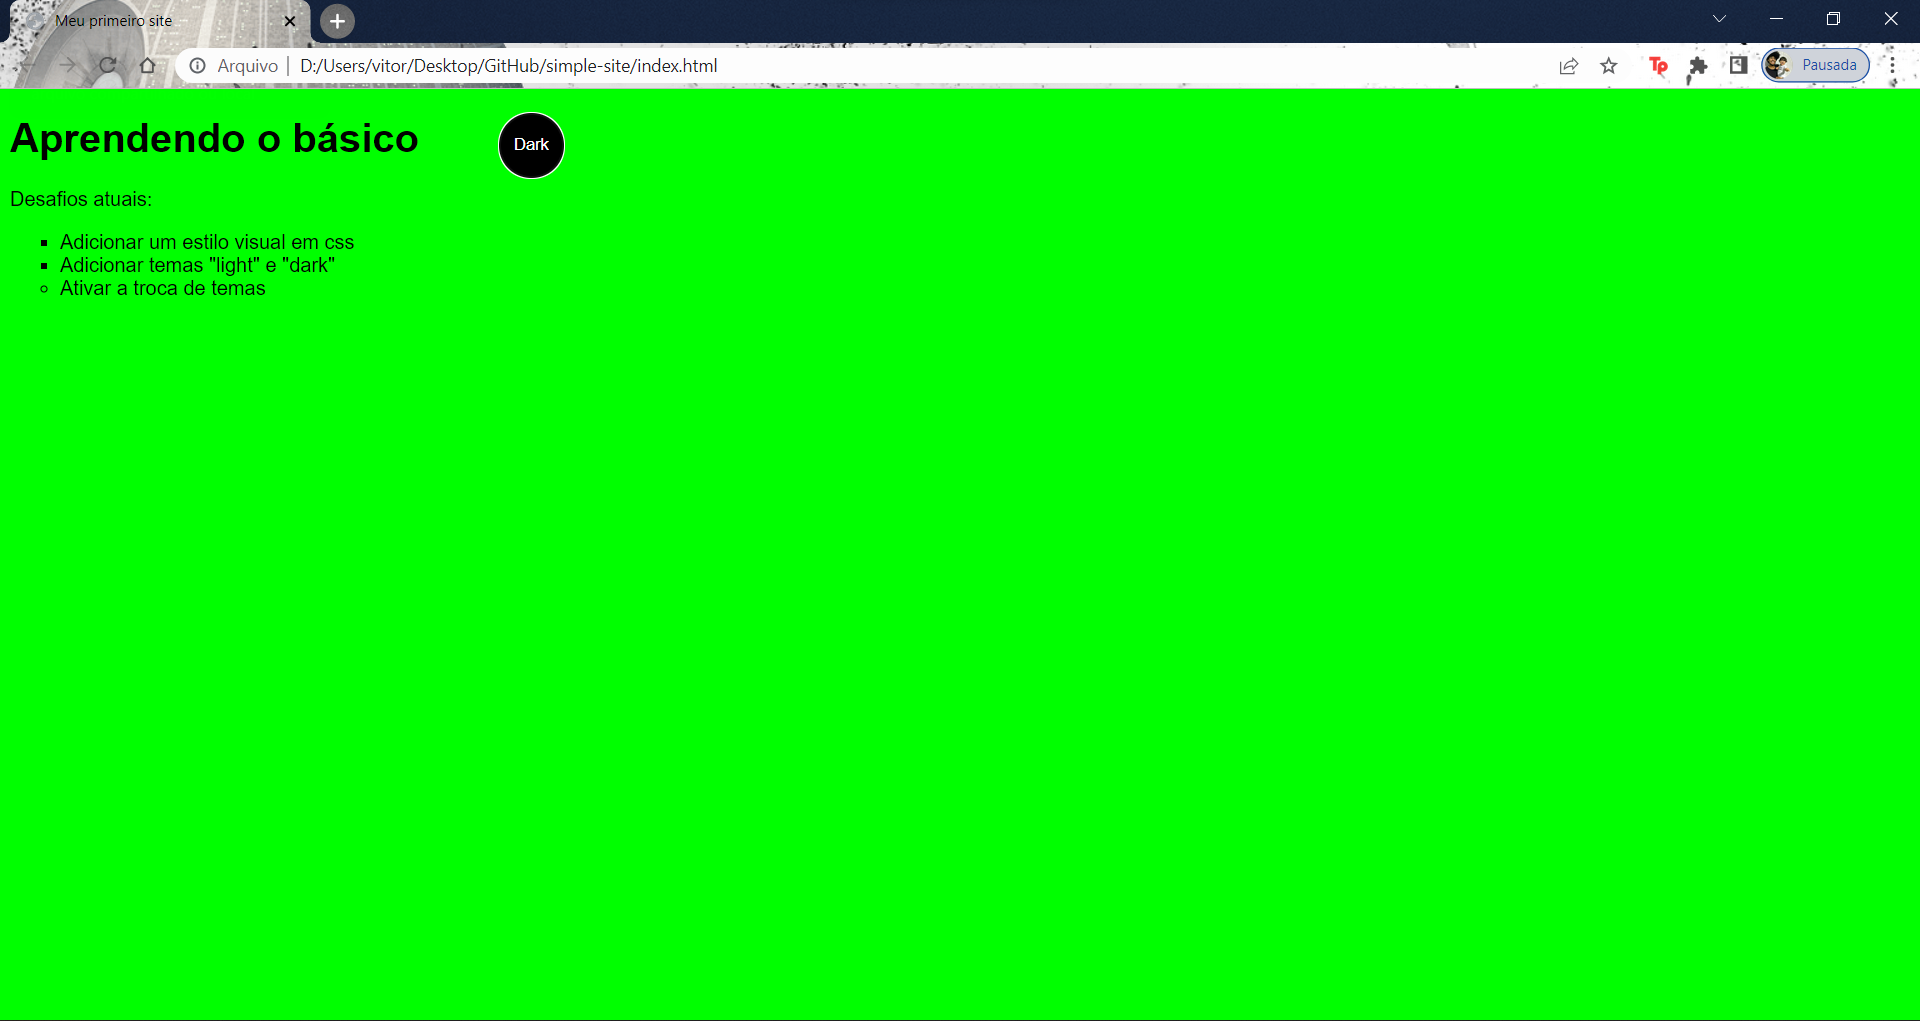 Meu primeiro site
Arquivo | D:/Users/vitor/Desktop/GitHub/simple-site/index.html
Tp
Pausada
Aprendendo o básico
Dark
Desafios atuais:
Adicionar um estilo visual em css
Adicionar temas "light" e "dark"
Ativar a troca de temas